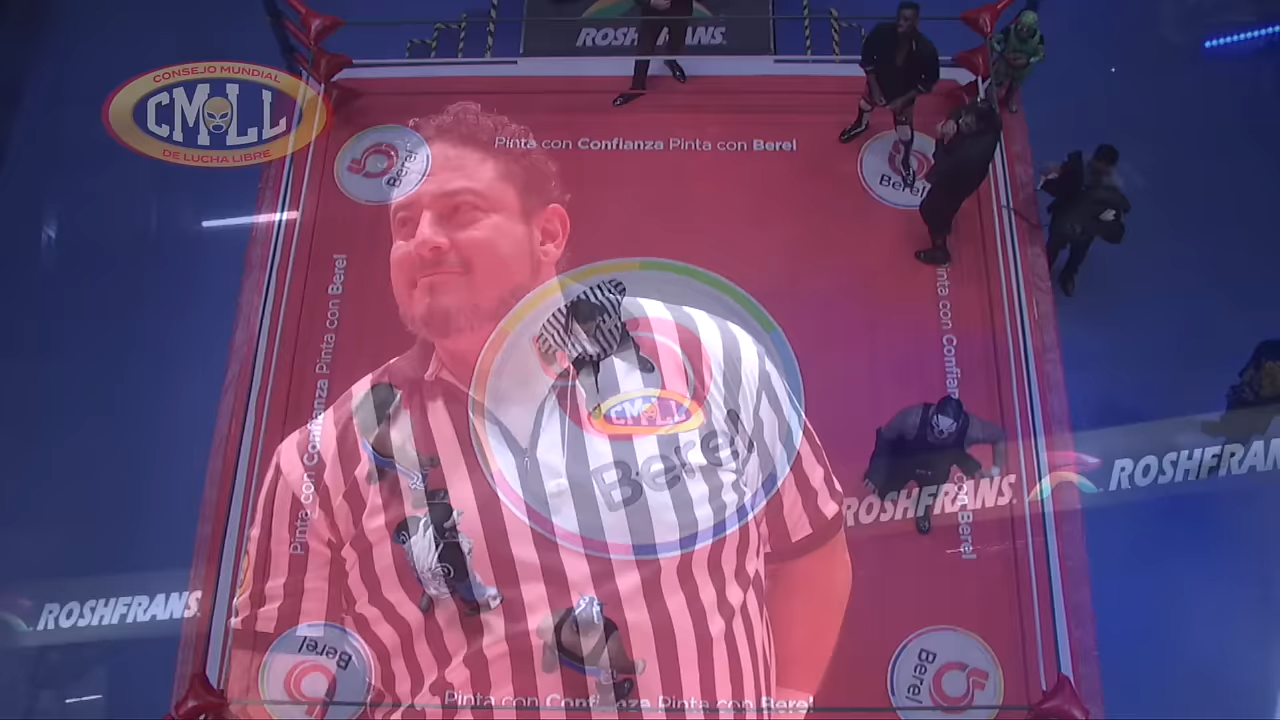 ROSHFRANS.
CONSEJO MUNDIAL
CMLL
DE LUCHA LIBRE
Pinta con Confianza Pinta con Berel
Berel
Berel
Pinta con Confianza Pinta con Berel
Pinta con Confianza Pinta con Berel
CMLL
Berel
ROSHFRANS.
ROSHFRAN
ROSHFRANS
Berel
Berel
Pinta con Confianza Pinta con Berel